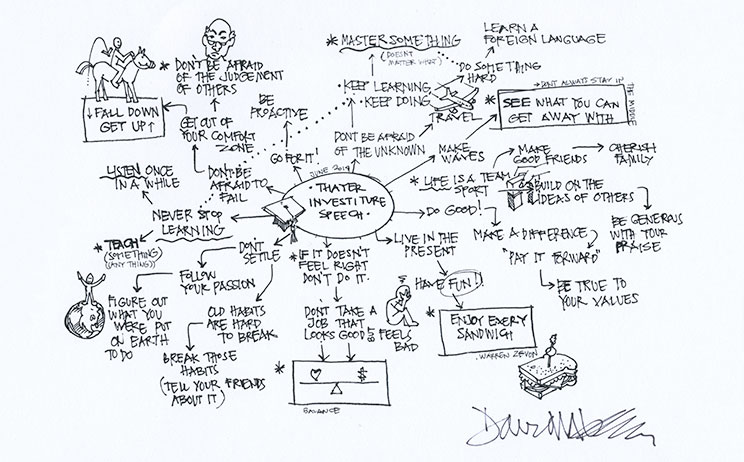 JUNE 2014
·THAYER
INVESTITURE
SPEECH·
* DON'T BE AFRAID
OF THE JUDGEMENT
OF OTHERS
↓FALL DOWN
GET UP↑
GET OUT OF
YOUR COMFORT
ZONE
DON'T BE
AFRAID TO
FAIL
BE
PROACTIVE
GO FOR IT!
* MASTER SOMETHING
(DOESN'T
MATTER WHAT)
KEEP LEARNING
KEEP DOING
DON'T BE AFRAID
OF THE UNKNOWN
LEARN A
FOREIGN LANGUAGE
DO SOMETHING
HARD
TRAVEL
→DON'T ALWAYS STAY IN
THE MIDDLE
* SEE WHAT YOU CAN
GET AWAY WITH
MAKE
WAVES
* LIFE IS A TEAM
SPORT
MAKE
GOOD FRIENDS
CHERISH
FAMILY
BUILD ON THE
IDEAS OF OTHERS
BE GENEROUS
WITH YOUR
PRAISE
DO GOOD!
MAKE A DIFFERENCE
"PAY IT FORWARD"
BE TRUE TO
YOUR VALUES
LIVE IN THE
PRESENT
HAVE FUN!
* ENJOY EVERY
SANDWICH
·WARREN ZEVON
* IF IT DOESN'T
FEEL RIGHT
DON'T DO IT.
DON'T TAKE A
JOB THAT
LOOKS GOOD BUT FEELS
BAD
*
$
BALANCE
DON'T
SETTLE
FOLLOW
YOUR PASSION
FIGURE OUT
WHAT YOU
WERE PUT
ON EARTH
TO DO
OLD HABITS
ARE HARD
TO BREAK
BREAK THOSE
HABITS
(TELL YOUR FRIENDS
ABOUT IT)
NEVER STOP
LEARNING
LISTEN ONCE
IN A WHILE
* TEACH
(SOMETHING)
(ANYTHING)